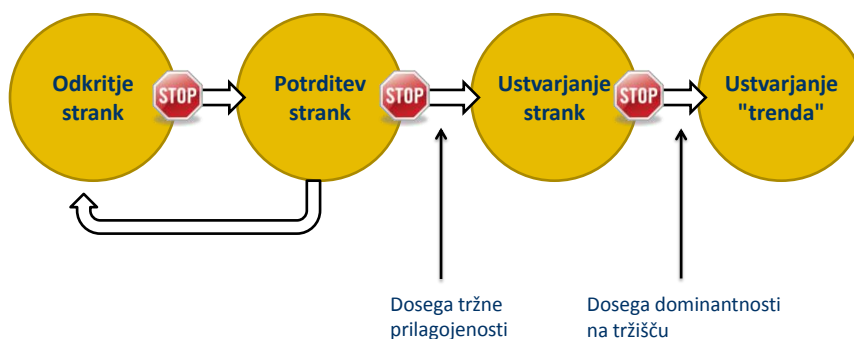 Odkritje
strank
STOP
Potrditev
strank
STOP
Ustvarjanje
strank
STOP
Ustvarjanje
"trenda"
Dosega tržne
prilagojenosti
Dosega dominantnosti
na tržišču